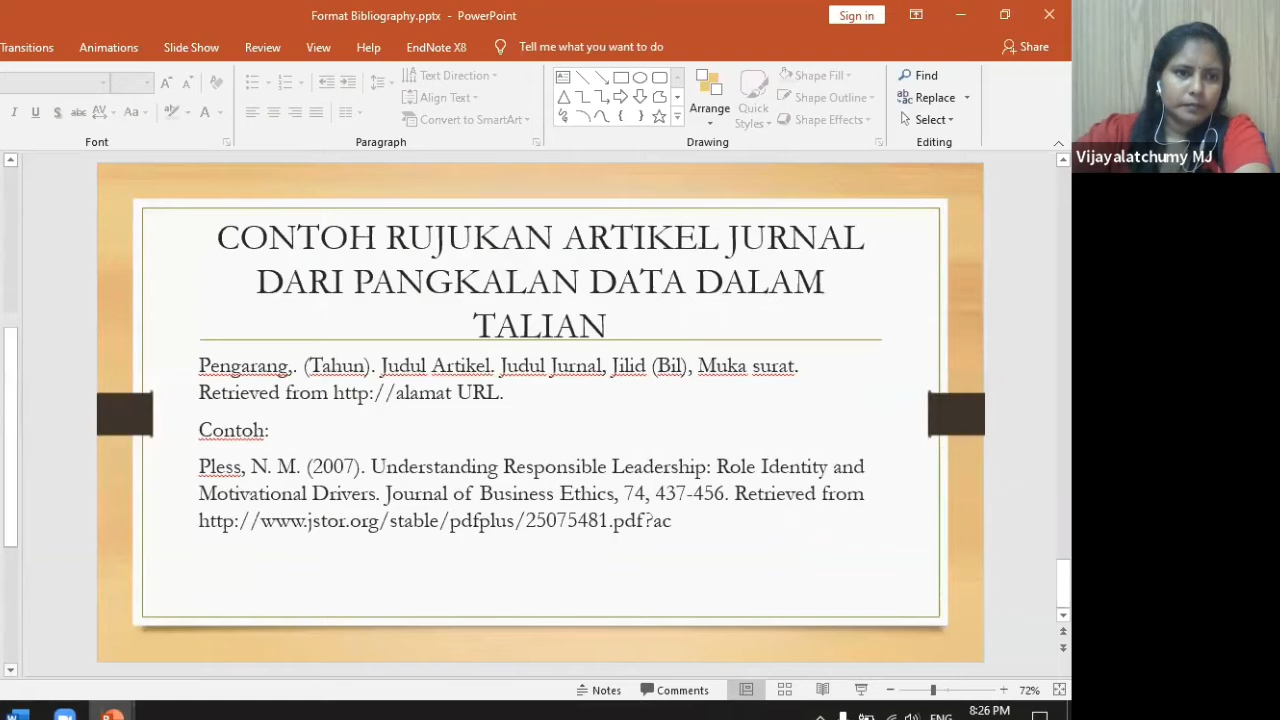 Format Bibliography.pptx - PowerPoint
Sign in
Transitions Animations Slide Show Review View Help EndNote X8 Tell me what you want to do Share
Text Direction
Align Text
Convert to SmartArt
Arrange
Quick Styles
Shape Fill
Shape Outline
Shape Effects
Find
Replace
Select
Font Paragraph Drawing Editing
Vijayalatchumy MJ
CONTOH RUJUKAN ARTIKEL JURNAL
DARI PANGKALAN DATA DALAM
TALIAN
Pengarang,. (Tahun). Judul Artikel. Judul Jurnal, Jilid (Bil), Muka surat.
Retrieved from http://alamat URL.
Contoh:
Pless, N. M. (2007). Understanding Responsible Leadership: Role Identity and
Motivational Drivers. Journal of Business Ethics, 74, 437-456. Retrieved from
http://www.jstor.org/stable/pdfplus/25075481.pdf?ac
Notes Comments 72%
ENG 8:26 PM